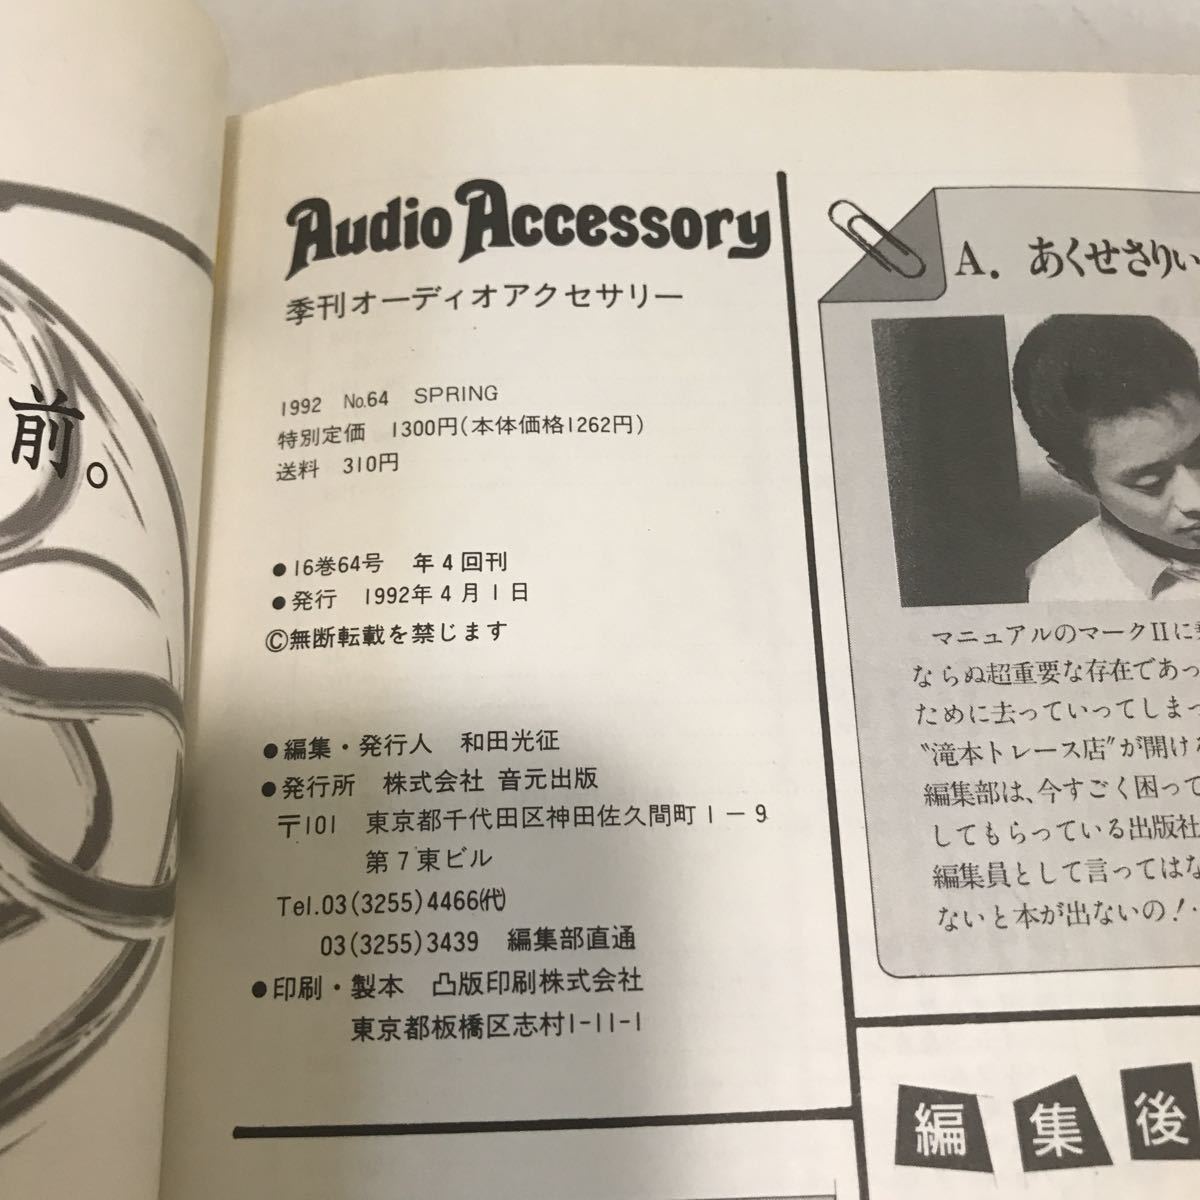 前。
Audio Accessory
季刊オーディオアクセサリー
1992 No.64 SPRING
特別定価 1300円(本体価格1262円)
送料 310円
●16巻64号 年4回刊
●発行 1992年4月1日
©無断転載を禁じます
●編集・発行人 和田光征
●発行所 株式会社 音元出版
〒101 東京都千代田区神田佐久間町1-9
第7東ビル
Tel.03(3255)4466㈹
03(3255)3439 編集部直通
●印刷・製本 凸版印刷株式会社
東京都板橋区志村1-11-1
A. あくせさりい
マニュアルのマークⅡに
ならぬ超重要な存在であっ
ために去っていってしまっ
〝滝本トレース店〟が開ける
編集部は、今すごく困って
してもらっている出版社
編集員として言ってはな
ないと本が出ないの!
編集後